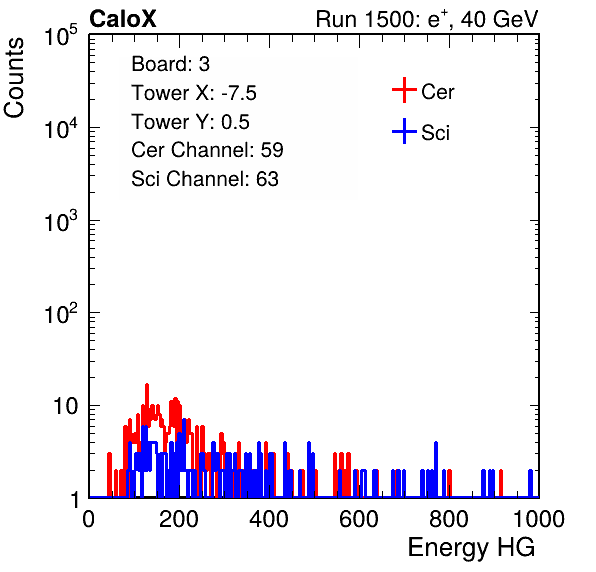 CaloX Run 1500: e+, 40 GeV
Counts
Board: 3
Tower X: -7.5
Tower Y: 0.5
Cer Channel: 59
Sci Channel: 63
Cer
Sci
10^5
10^4
10^3
10^2
10
1
0 200 400 600 800 1000
Energy HG